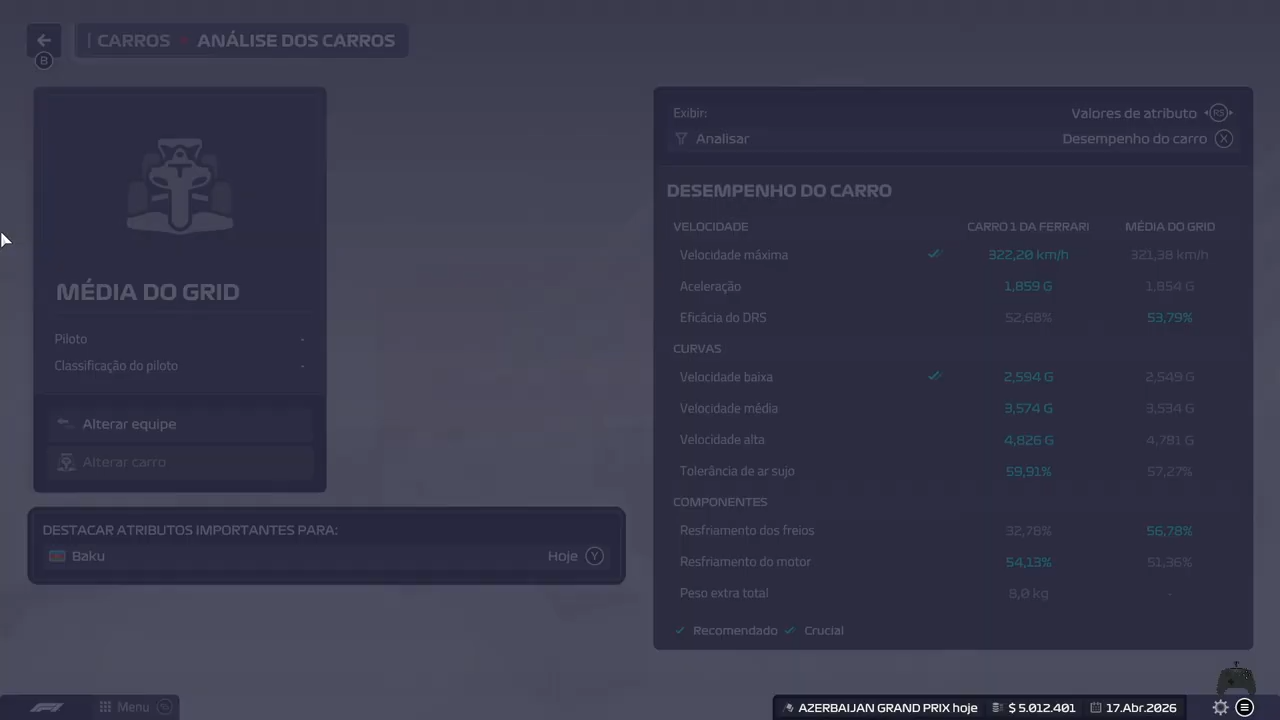 CARROS • ANÁLISE DOS CARROS
B
MÉDIA DO GRID
Piloto -
Classificação do piloto -
Alterar equipe
Alterar carro
DESTACAR ATRIBUTOS IMPORTANTES PARA:
Baku Hoje Y
Exibir: Valores de atributo RS
Analisar Desempenho do carro X
DESEMPENHO DO CARRO
VELOCIDADE CARRO 1 DA FERRARI MÉDIA DO GRID
Velocidade máxima 322,20 km/h 321,38 km/h
Aceleração 1,859 G 1,854 G
Eficácia do DRS 52,68% 53,79%
CURVAS
Velocidade baixa 2,594 G 2,549 G
Velocidade média 3,574 G 3,534 G
Velocidade alta 4,826 G 4,781 G
Tolerância de ar sujo 59,91% 57,27%
COMPONENTES
Resfriamento dos freios 32,78% 56,78%
Resfriamento do motor 54,13% 51,36%
Peso extra total 8,0 kg -
Recomendado Crucial
Menu
AZERBAIJAN GRAND PRIX hoje $ 5.012.401 17.Abr.2026